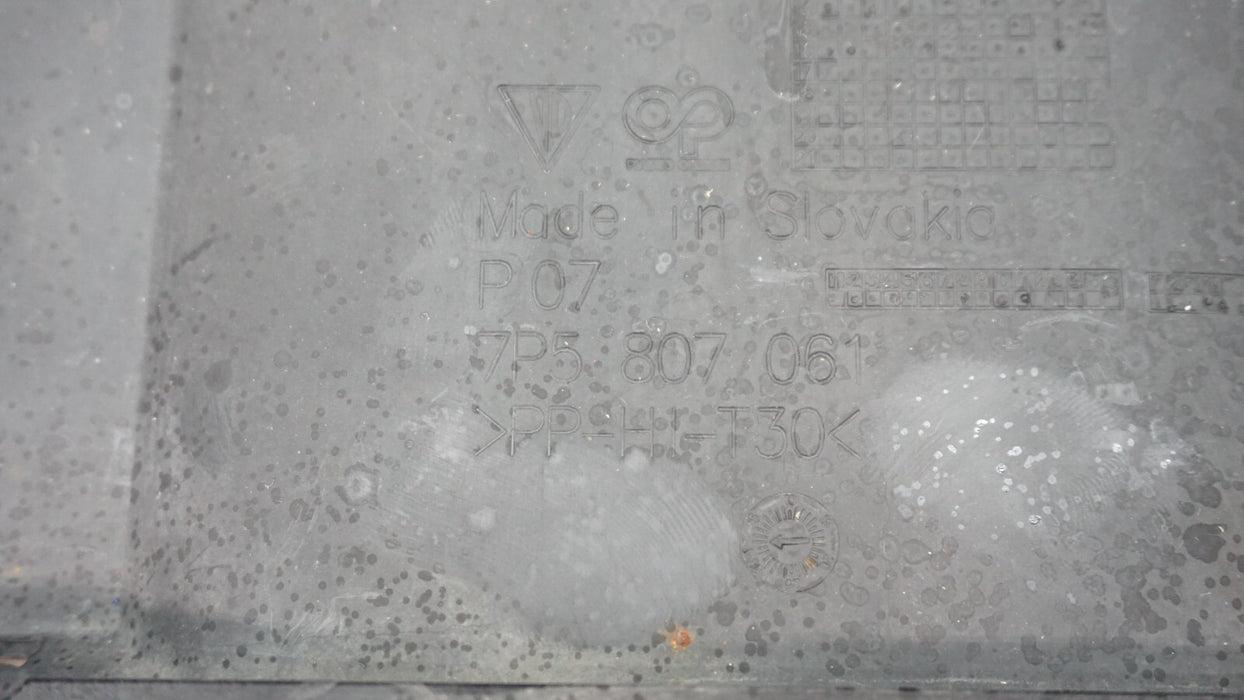 Made in Slovakia
P 07
7P5 807 061
>PP-HI-T30<